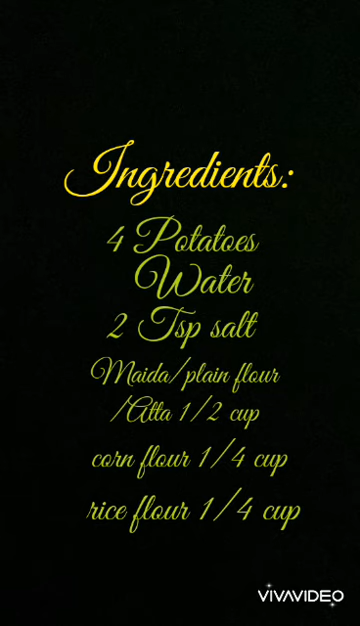 Ingredients:
4 Potatoes
Water
2 Tsp salt
Maida/plain flour
/Atta 1/2 cup
corn flour 1/4 cup
rice flour 1/4 cup
VIVAVIDEO